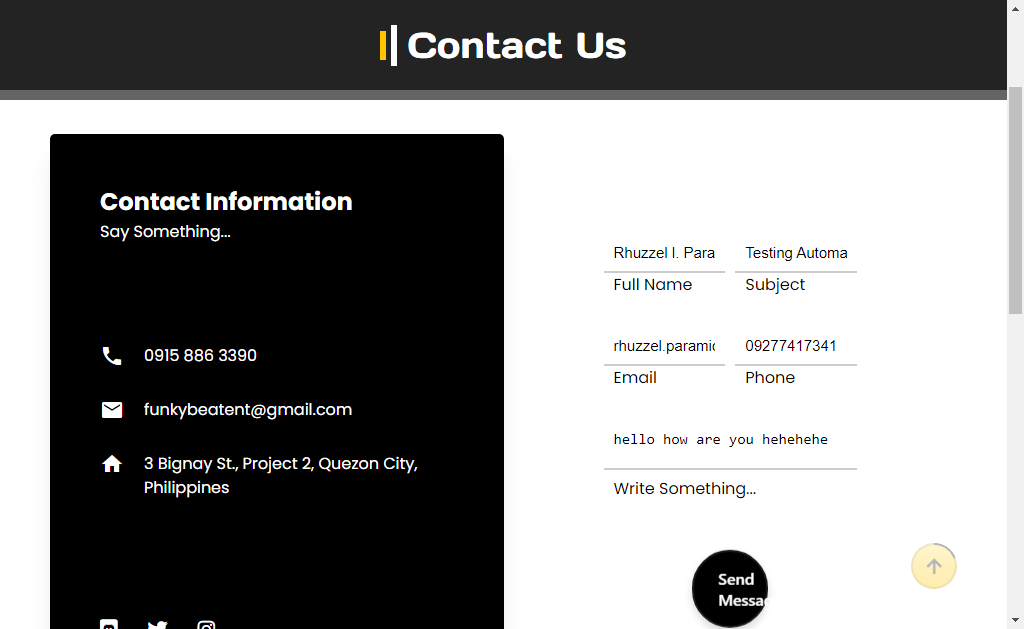 Contact Us
Contact Information
Say Something...
0915 886 3390
funkybeatent@gmail.com
3 Bignay St., Project 2, Quezon City,
Philippines
Rhuzzel I. Para
Testing Automa
Full Name
Subject
rhuzzel.paramic
09277417341
Email
Phone
hello how are you hehehehe
Write Something...
Send
Messa